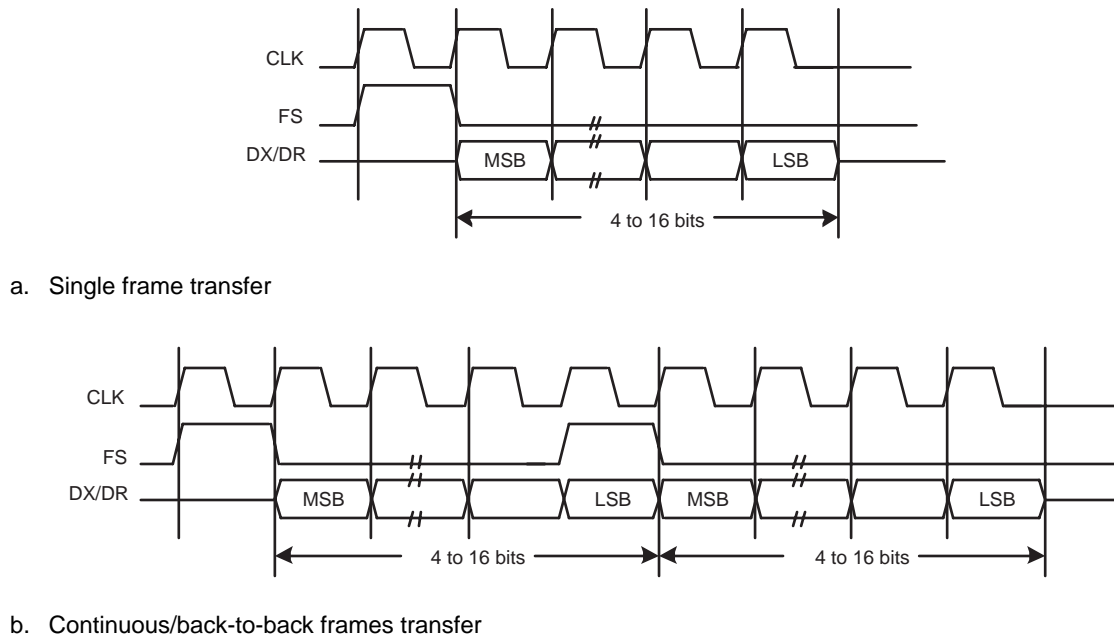 CLK
FS
DX/DR
MSB
LSB
4 to 16 bits
a. Single frame transfer
CLK
FS
DX/DR
MSB
LSB
MSB
LSB
4 to 16 bits
4 to 16 bits
b. Continuous/back-to-back frames transfer